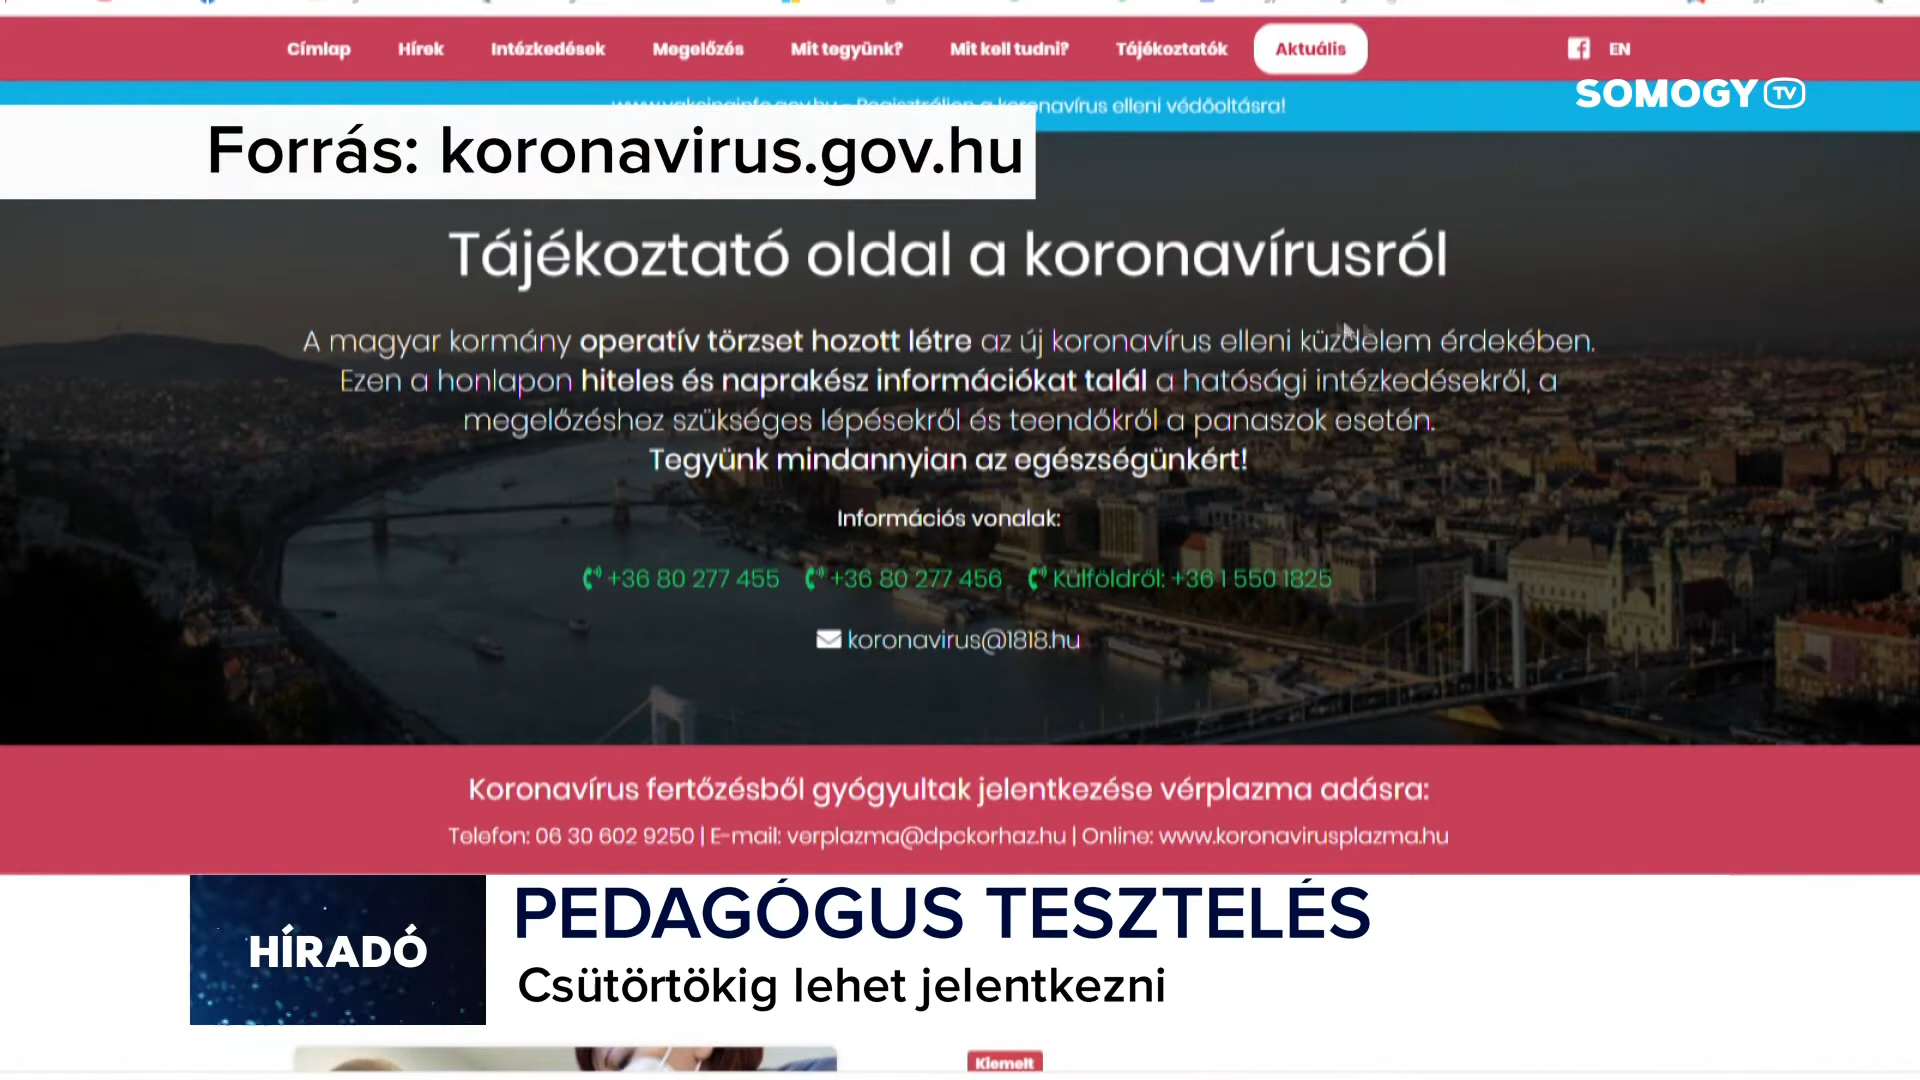 Címlap Hírek Intézkedések Megelőzés Mit tegyünk? Mit kell tudni? Tájékoztatók Aktuális EN
SOMOGY TV
koronavírus elleni védőoltásra!
Forrás: koronavirus.gov.hu
Tájékoztató oldal a koronavírusról
A magyar kormány operatív törzset hozott létre az új koronavírus elleni küzdelem érdekében.
Ezen a honlapon hiteles és naprakész információkat talál a hatósági intézkedésekről, a
megelőzéshez szükséges lépésekről és teendőkről a panaszok esetén.
Tegyünk mindannyian az egészségünkért!
Információs vonalak:
+36 80 277 455 +36 80 277 456 Külföldről: +36 1 550 1825
koronavirus@1818.hu
Koronavírus fertőzésből gyógyultak jelentkezése vérplazma adásra:
Telefon: 06 30 602 9250 | E-mail: verplazma@dpckorhaz.hu | Online: www.koronavirusplazma.hu
HÍRADÓ
PEDAGÓGUS TESZTELÉS
Csütörtökig lehet jelentkezni
Kiemelt